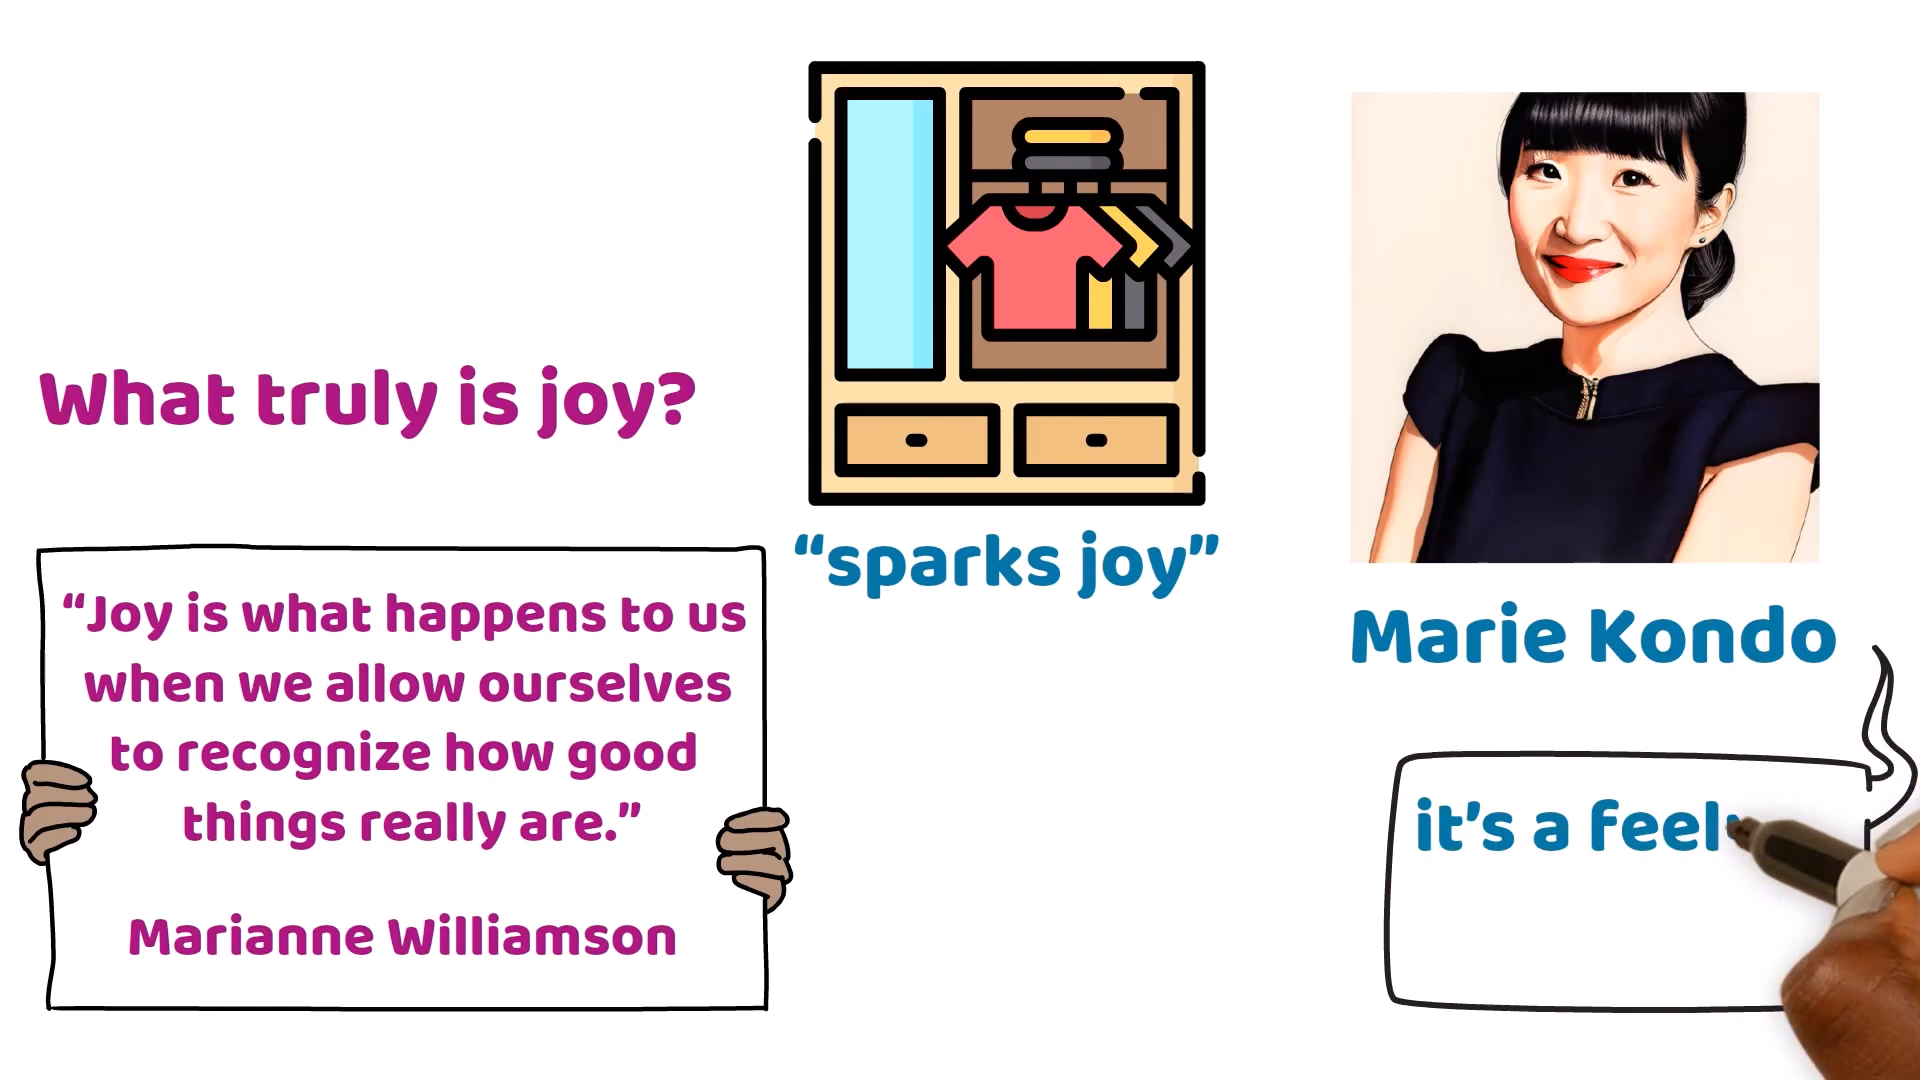 What truly is joy?
“Joy is what happens to us
when we allow ourselves
to recognize how good
things really are.”
Marianne Williamson
“sparks joy”
Marie Kondo
it’s a feel